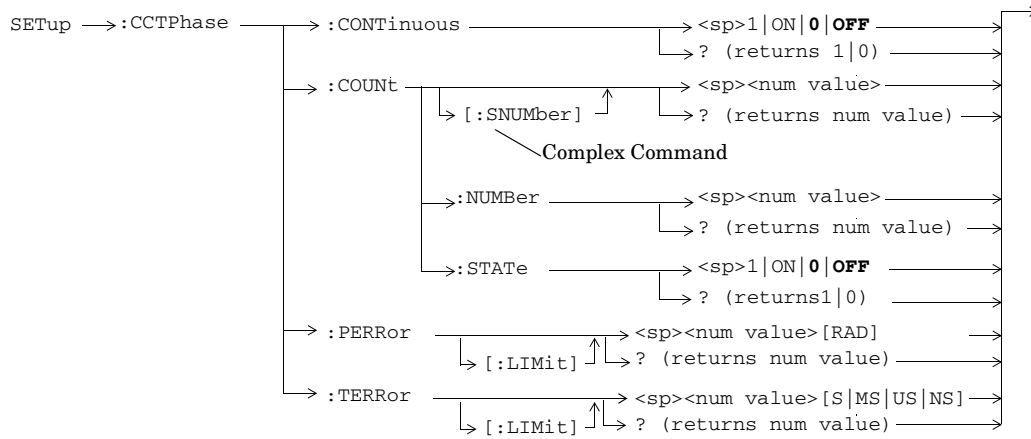 SETup :CCTPhase :CONTinuous <sp>1|ON|0|OFF
? (returns 1|0)
:COUNt <sp><num value>
[:SNUMber] ? (returns num value)
Complex Command
:NUMBer <sp><num value>
? (returns num value)
:STATe <sp>1|ON|0|OFF
? (returns1|0)
:PERRor <sp><num value>[RAD]
[:LIMit] ? (returns num value)
:TERRor <sp><num value>[S|MS|US|NS]
[:LIMit] ? (returns num value)